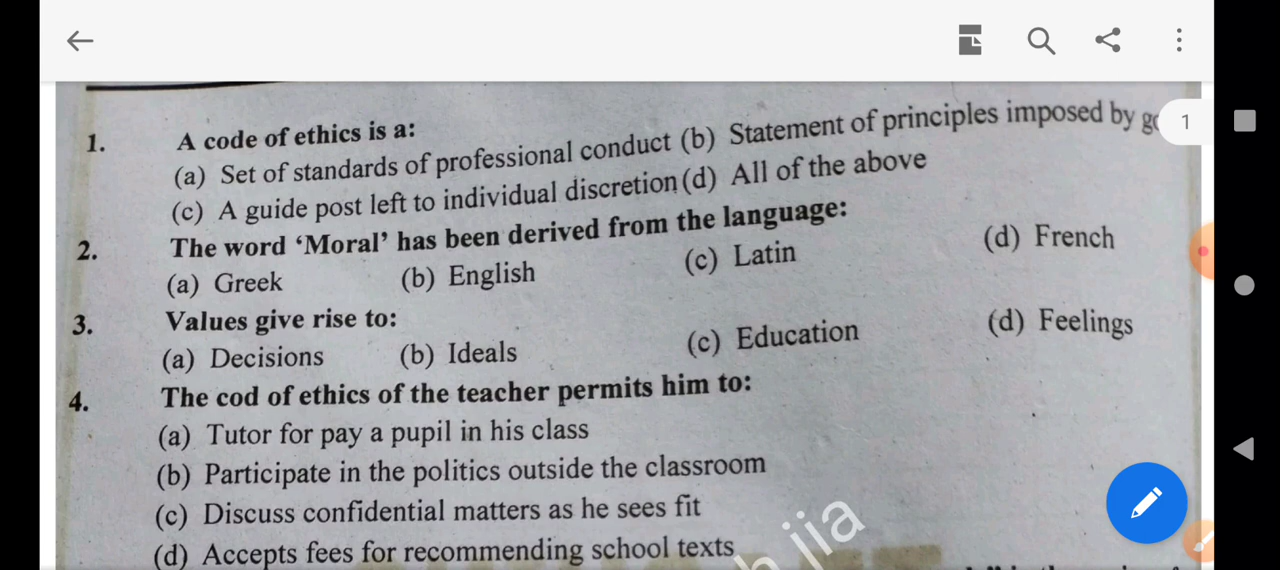 1
1. A code of ethics is a:
(a) Set of standards of professional conduct (b) Statement of principles imposed by
(c) A guide post left to individual discretion (d) All of the above
2. The word ‘Moral’ has been derived from the language:
(a) Greek (b) English (c) Latin (d) French
3. Values give rise to:
(a) Decisions (b) Ideals (c) Education (d) Feelings
4. The cod of ethics of the teacher permits him to:
(a) Tutor for pay a pupil in his class
(b) Participate in the politics outside the classroom
(c) Discuss confidential matters as he sees fit
(d) Accepts fees for recommending school texts
jia